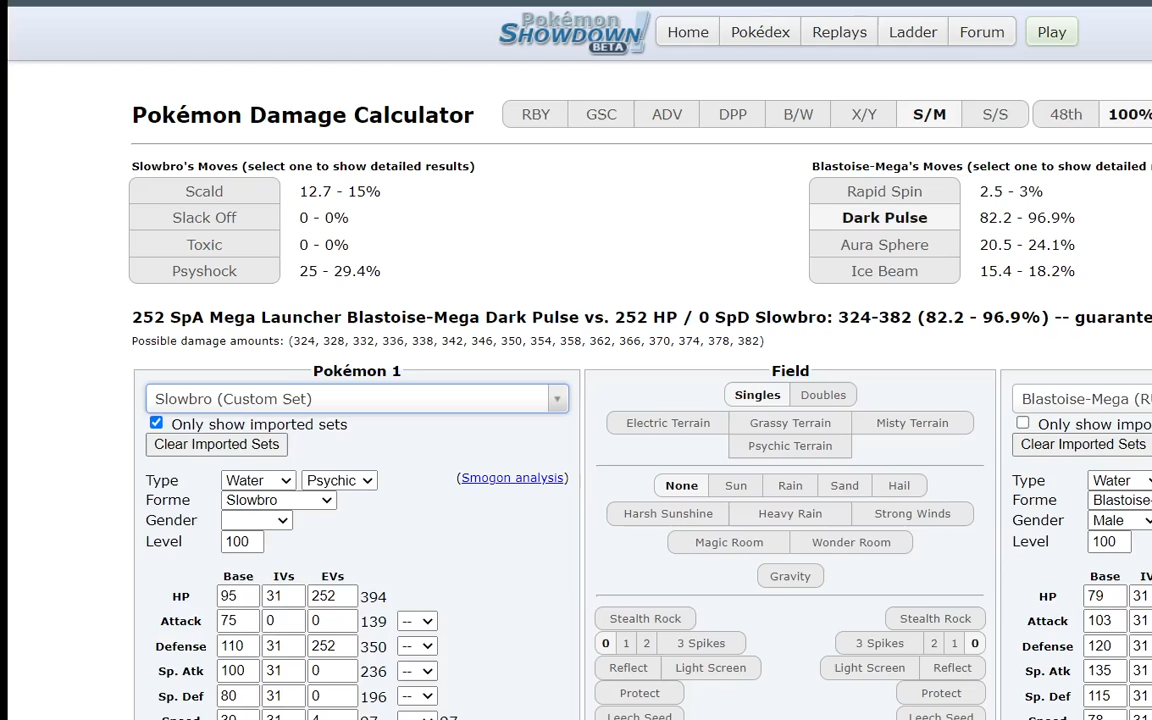 Pokémon
SHOWDOWN!
BETA
Home Pokédex Replays Ladder Forum Play
Pokémon Damage Calculator RBY GSC ADV DPP B/W X/Y S/M S/S 48th 100%
Slowbro's Moves (select one to show detailed results) Blastoise-Mega's Moves (select one to show detailed
Scald 12.7 - 15% Rapid Spin 2.5 - 3%
Slack Off 0 - 0% Dark Pulse 82.2 - 96.9%
Toxic 0 - 0% Aura Sphere 20.5 - 24.1%
Psyshock 25 - 29.4% Ice Beam 15.4 - 18.2%
252 SpA Mega Launcher Blastoise-Mega Dark Pulse vs. 252 HP / 0 SpD Slowbro: 324-382 (82.2 - 96.9%) -- guarante
Possible damage amounts: (324, 328, 332, 336, 338, 342, 346, 350, 354, 358, 362, 366, 370, 374, 378, 382)
Pokémon 1 Field
Slowbro (Custom Set) Singles Doubles Blastoise-Mega (RU
Only show imported sets Electric Terrain Grassy Terrain Misty Terrain Only show impo
Clear Imported Sets Psychic Terrain Clear Imported Sets
Type Water Psychic (Smogon analysis) None Sun Rain Sand Hail Type Water
Forme Slowbro Harsh Sunshine Heavy Rain Strong Winds Forme Blastoise-
Gender Gender Male
Level 100 Magic Room Wonder Room Level 100
Gravity
Base IVs EVs Base IV
HP 95 31 252 394 HP 79 31
Attack 75 0 0 139 -- Stealth Rock Stealth Rock Attack 103 31
Defense 110 31 252 350 -- 0 1 2 3 Spikes 3 Spikes 2 1 0 Defense 120 31
Sp. Atk 100 31 0 236 -- Reflect Light Screen Light Screen Reflect Sp. Atk 135 31
Sp. Def 80 31 0 196 -- Protect Protect Sp. Def 115 31
Speed 30 31 4 97 97 Leech Seed Leech Seed Speed 78 31